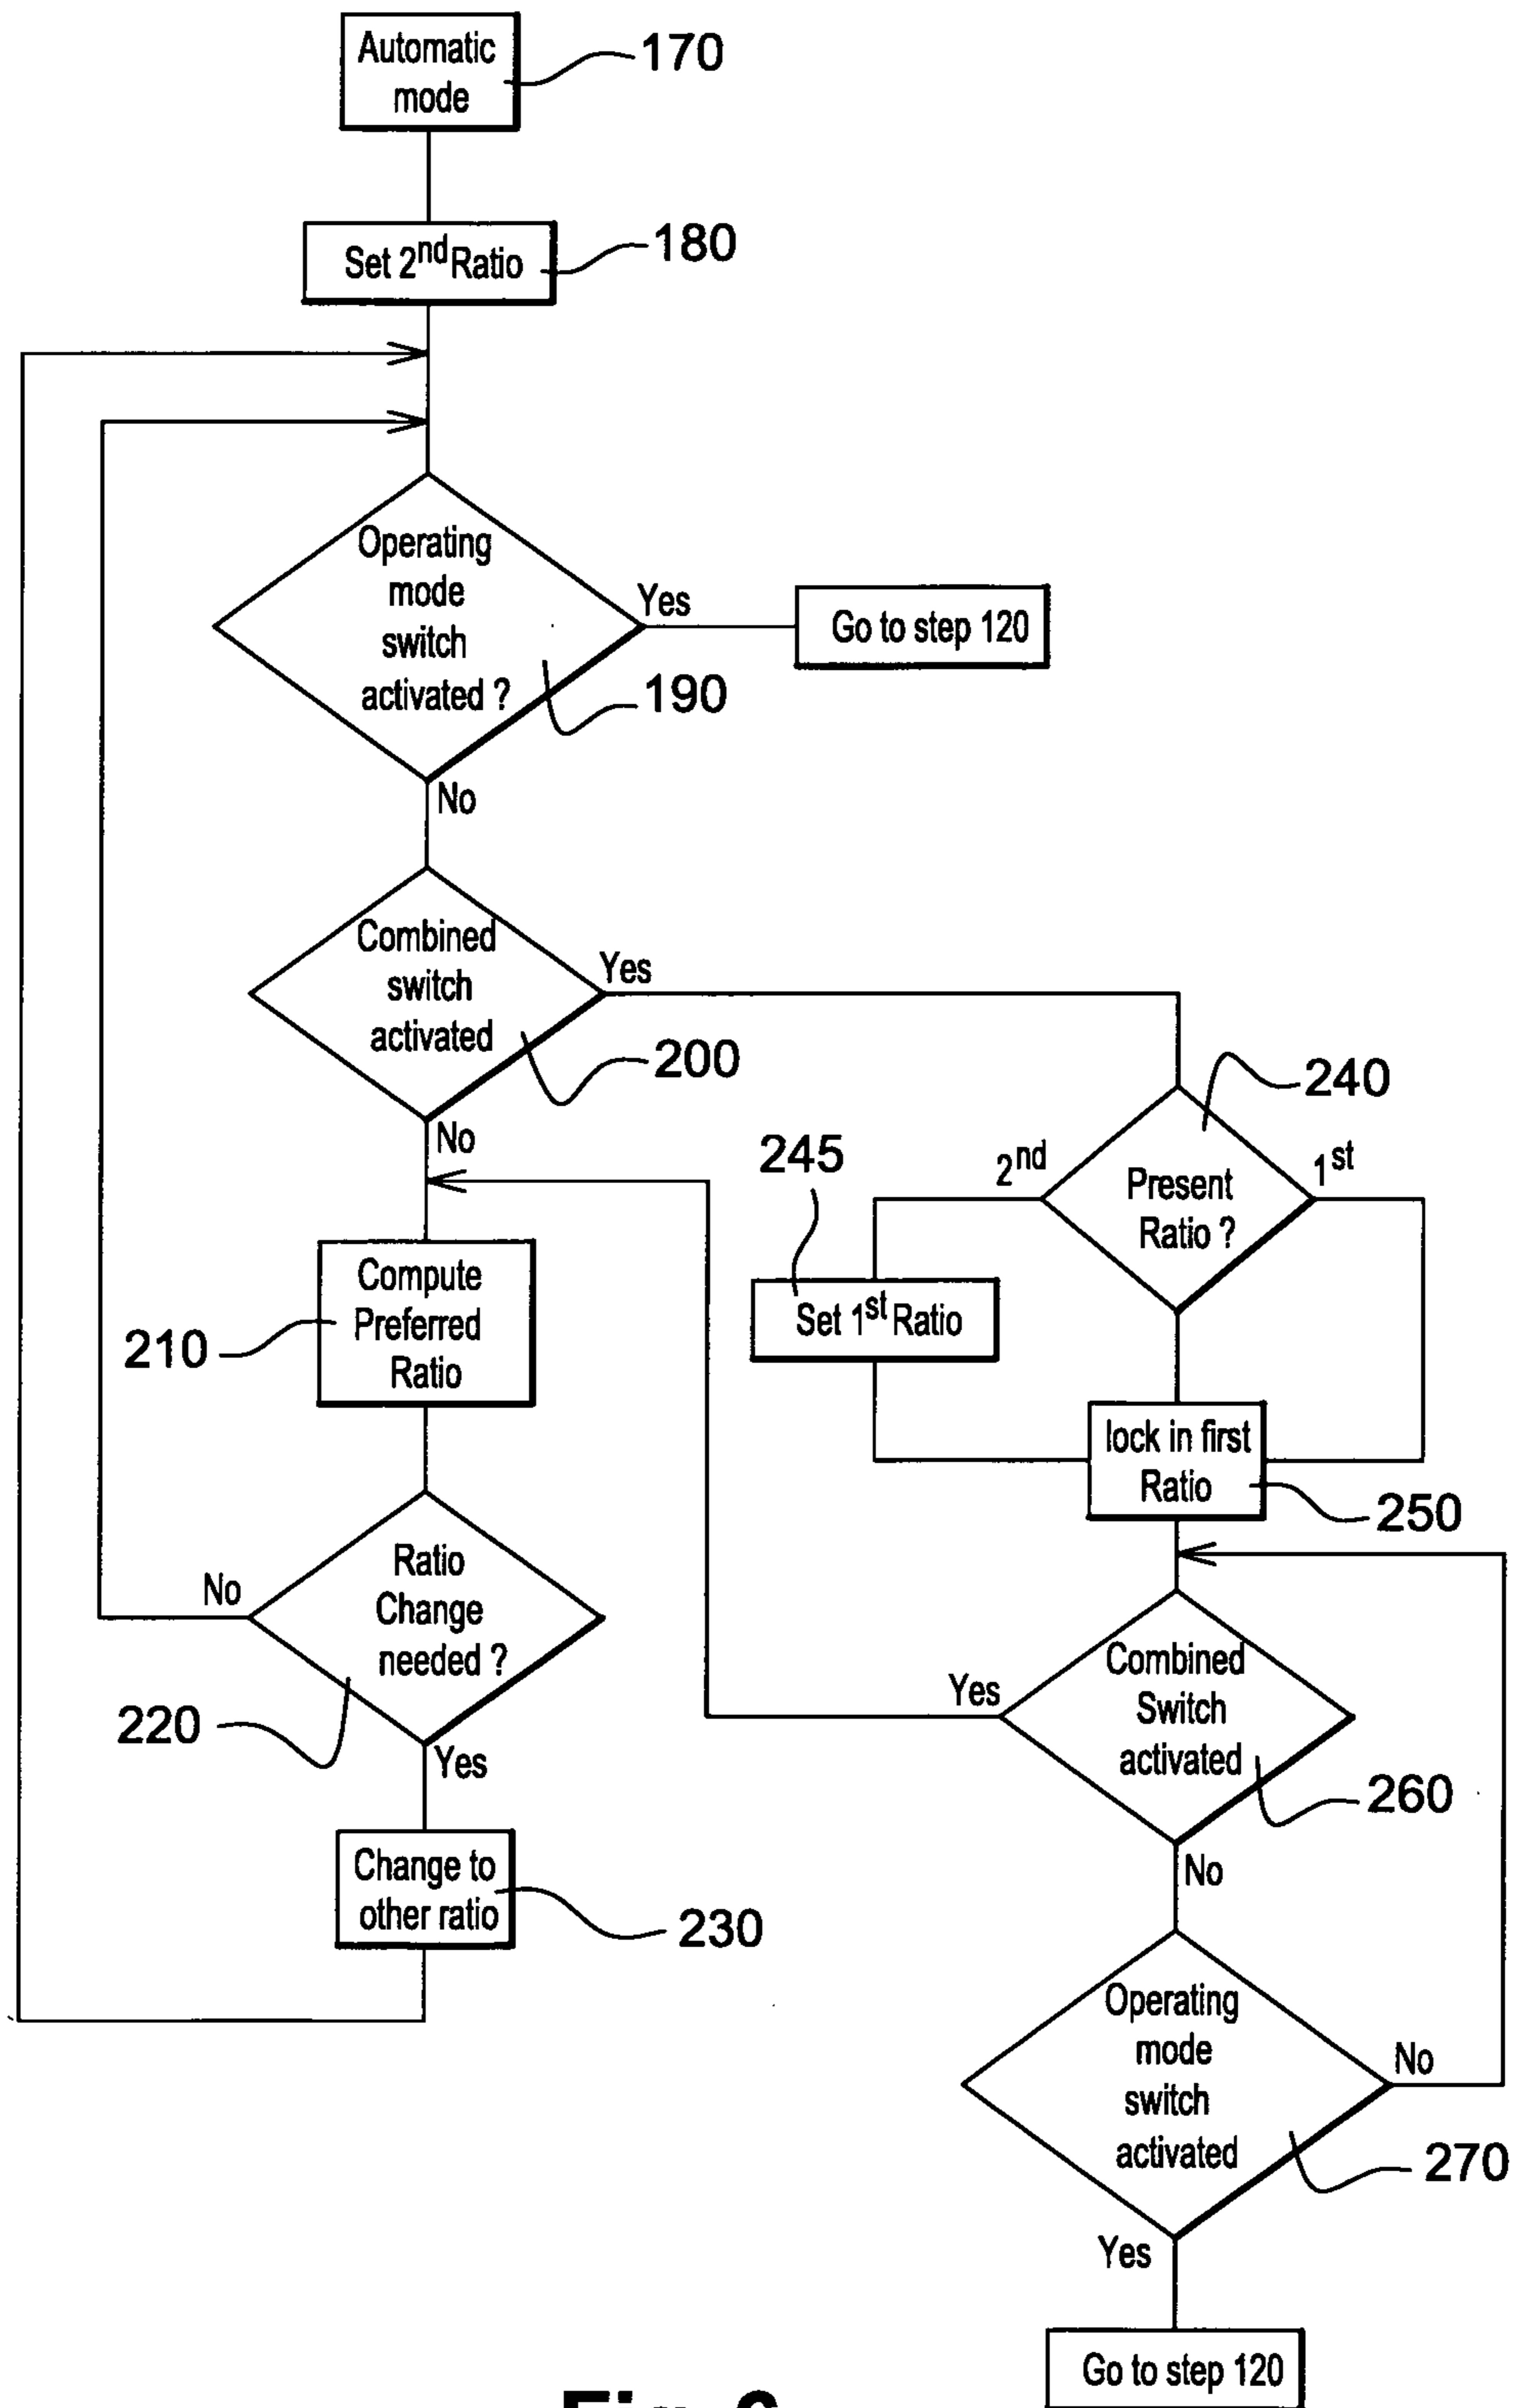 Automatic
mode
170
Set 2nd Ratio
180
Operating
mode
switch
activated ?
Yes
Go to step 120
190
No
Combined
switch
activated
Yes
200
No
240
245
2nd
1st
Present
Ratio ?
Compute
Preferred
Ratio
210
Set 1st Ratio
lock in first
Ratio
250
Ratio
Change
needed ?
No
220
Yes
Combined
Switch
activated
Yes
260
No
Change to
other ratio
230
Operating
mode
switch
activated
No
270
Yes
Go to step 120